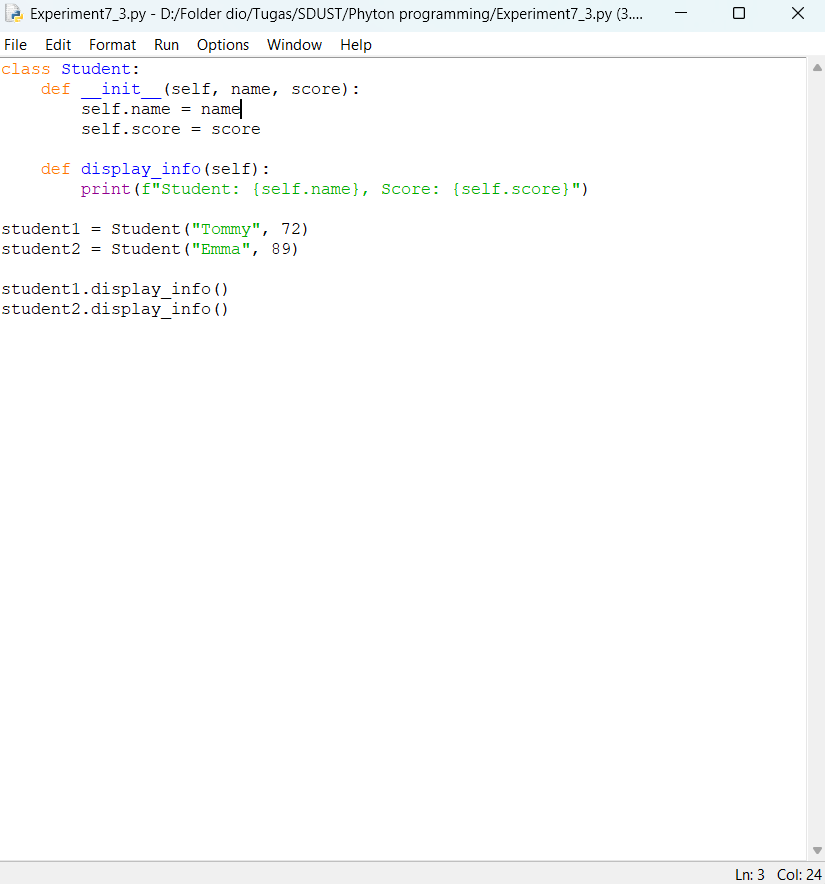 Experiment7_3.py - D:/Folder dio/Tugas/SDUST/Phyton programming/Experiment7_3.py (3....
File Edit Format Run Options Window Help
class Student:
    def __init__(self, name, score):
        self.name = name
        self.score = score

    def display_info(self):
        print(f"Student: {self.name}, Score: {self.score}")

student1 = Student("Tommy", 72)
student2 = Student("Emma", 89)

student1.display_info()
student2.display_info()
Ln: 3 Col: 24